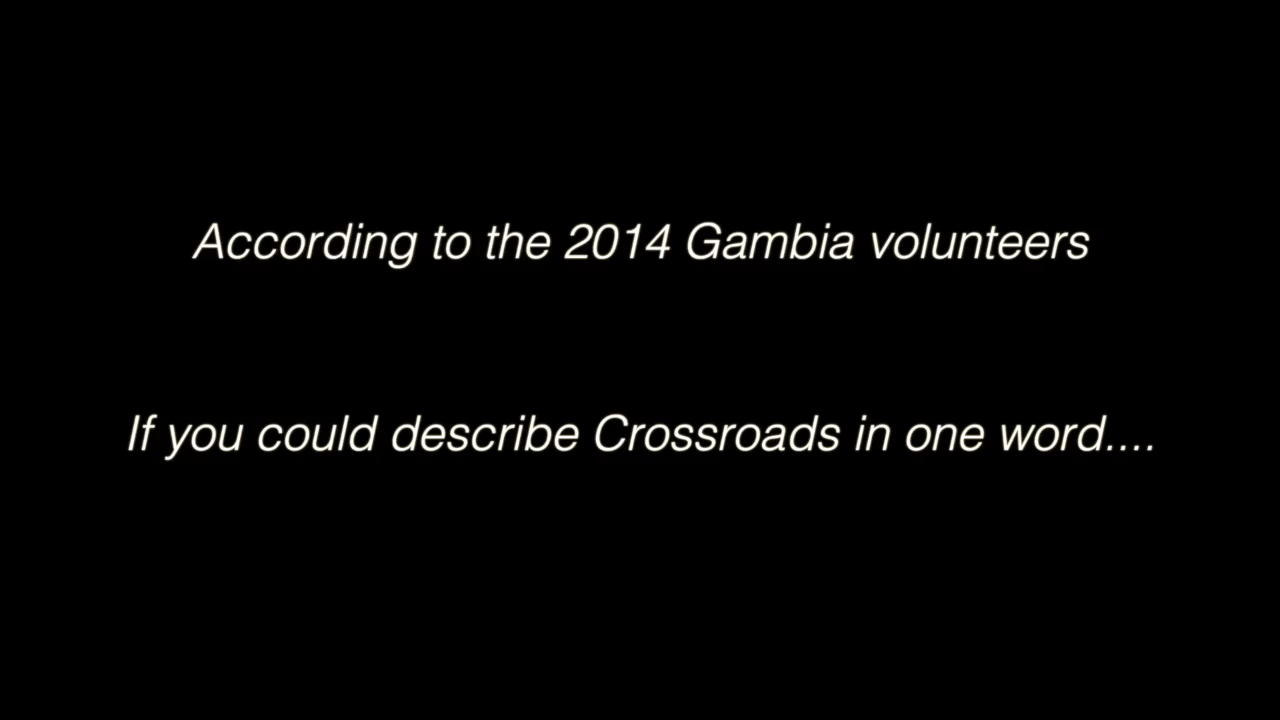 According to the 2014 Gambia volunteers
If you could describe Crossroads in one word....